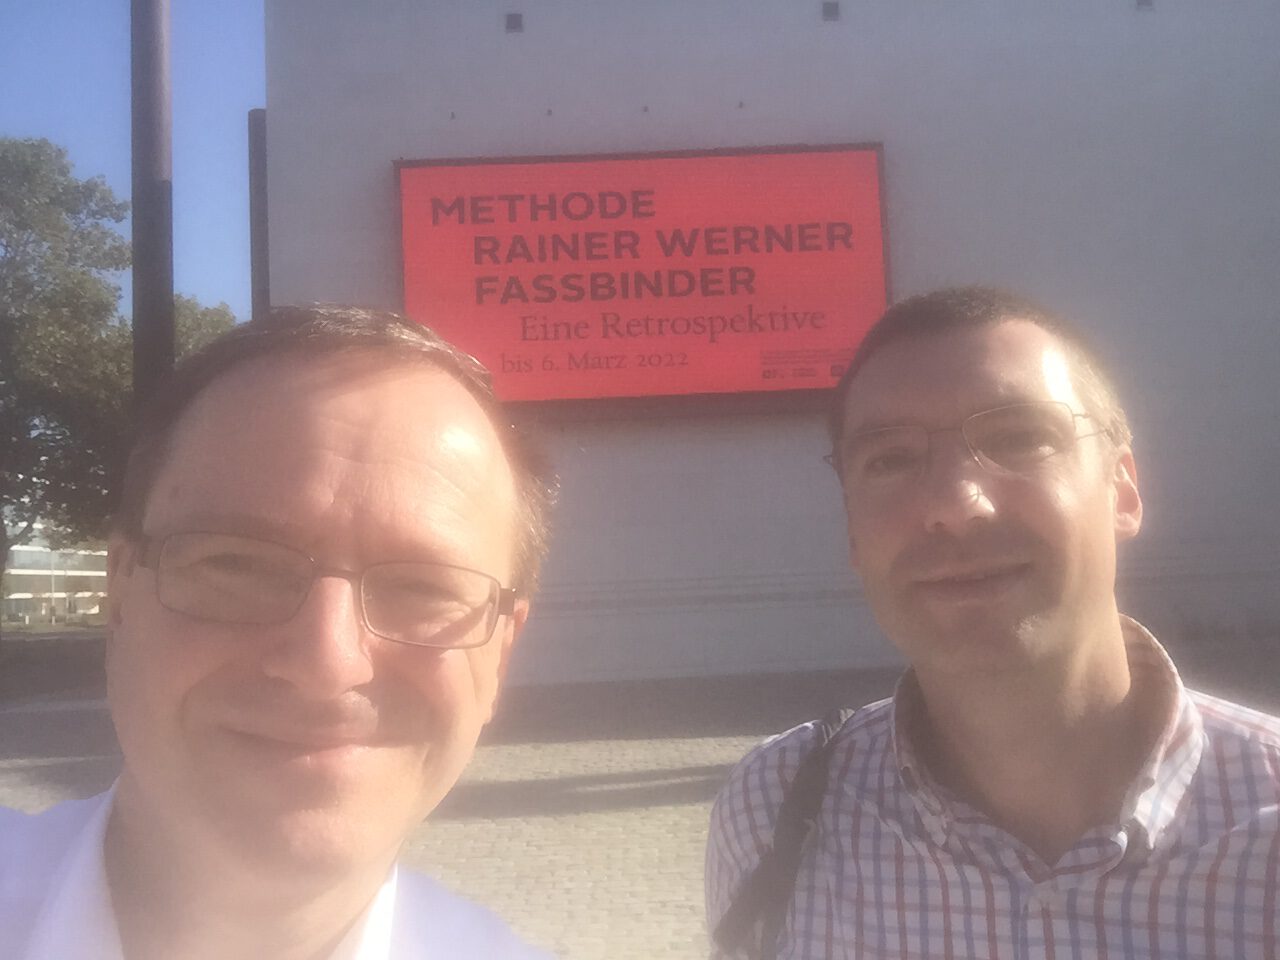 METHODE
RAINER WERNER
FASSBINDER
Eine Retrospektive
bis 6. März 2022